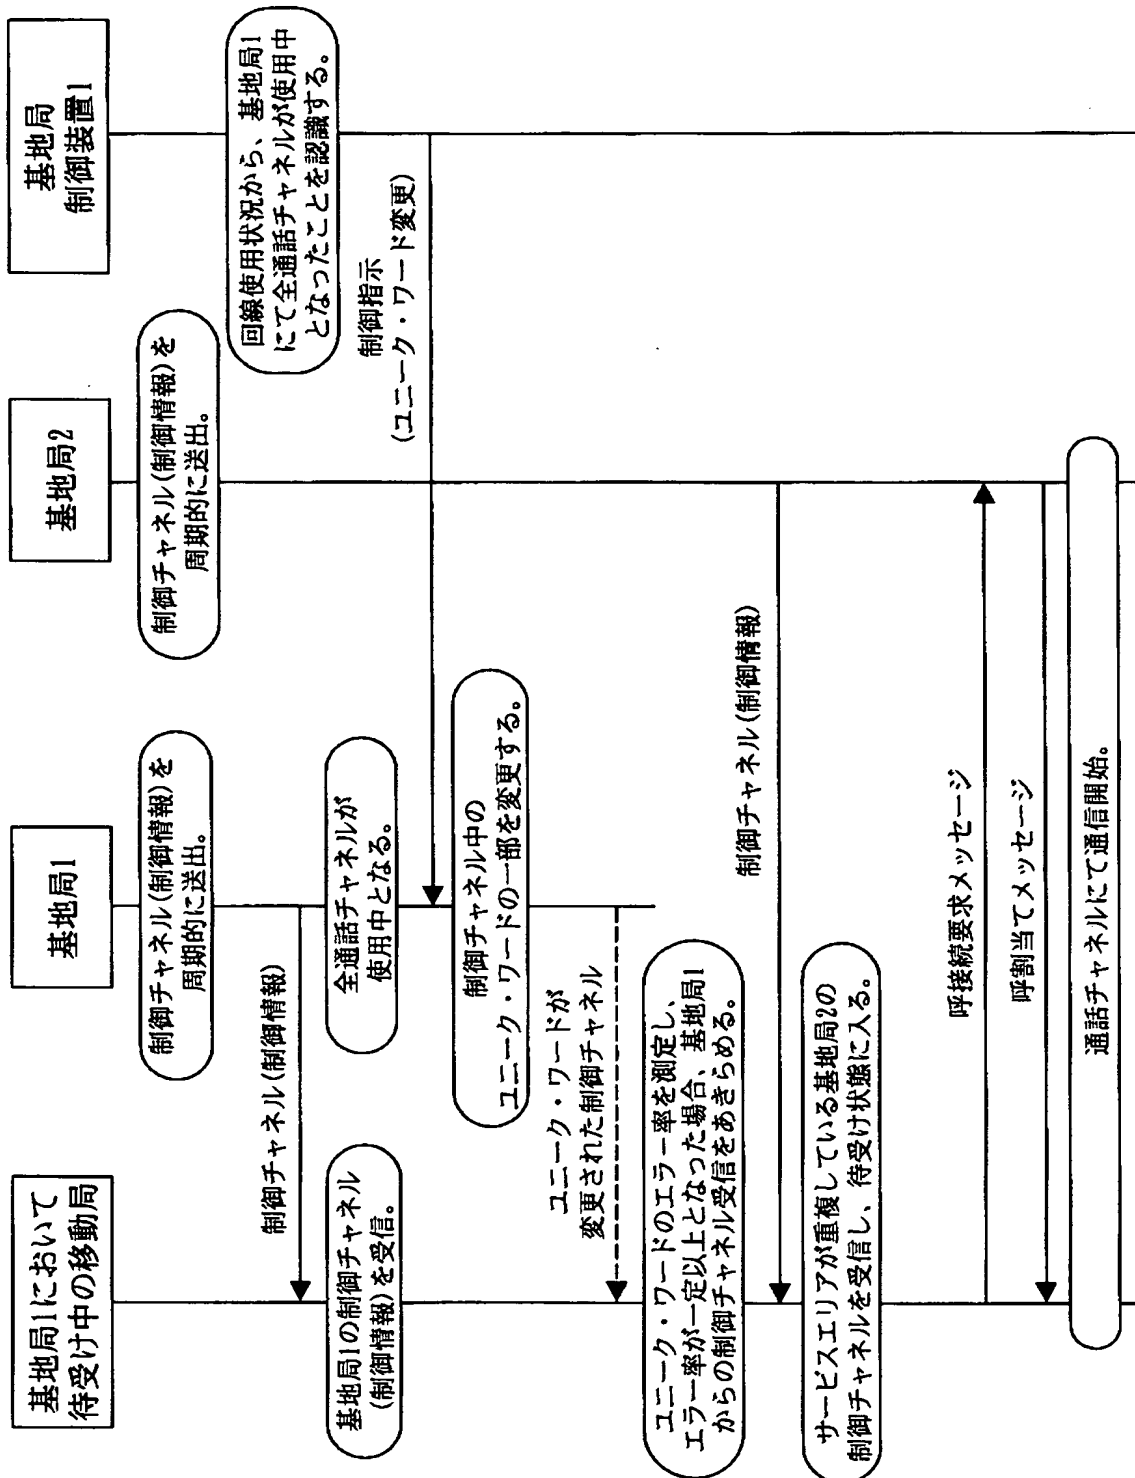 基地局1において
待受け中の移動局
基地局1
基地局2
基地局
制御装置1
制御チャネル(制御情報)を
周期的に送出。
制御チャネル(制御情報)を
周期的に送出。
回線使用状況から、基地局1
にて全通話チャネルが使用中
となったことを認識する。
制御チャネル(制御情報)
基地局1の制御チャネル
(制御情報)を受信。
全通話チャネルが
使用中となる。
制御指示
(ユニーク・ワード変更)
制御チャネル中の
ユニーク・ワードの一部を変更する。
ユニーク・ワードが
変更された制御チャネル
ユニーク・ワードのエラー率を測定し、
エラー率が一定以上となった場合、基地局1
からの制御チャネル受信をあきらめる。
制御チャネル(制御情報)
サービスエリアが重複している基地局2の
制御チャネルを受信し、待受け状態に入る。
呼接続要求メッセージ
呼割当てメッセージ
通話チャネルにて通信開始。